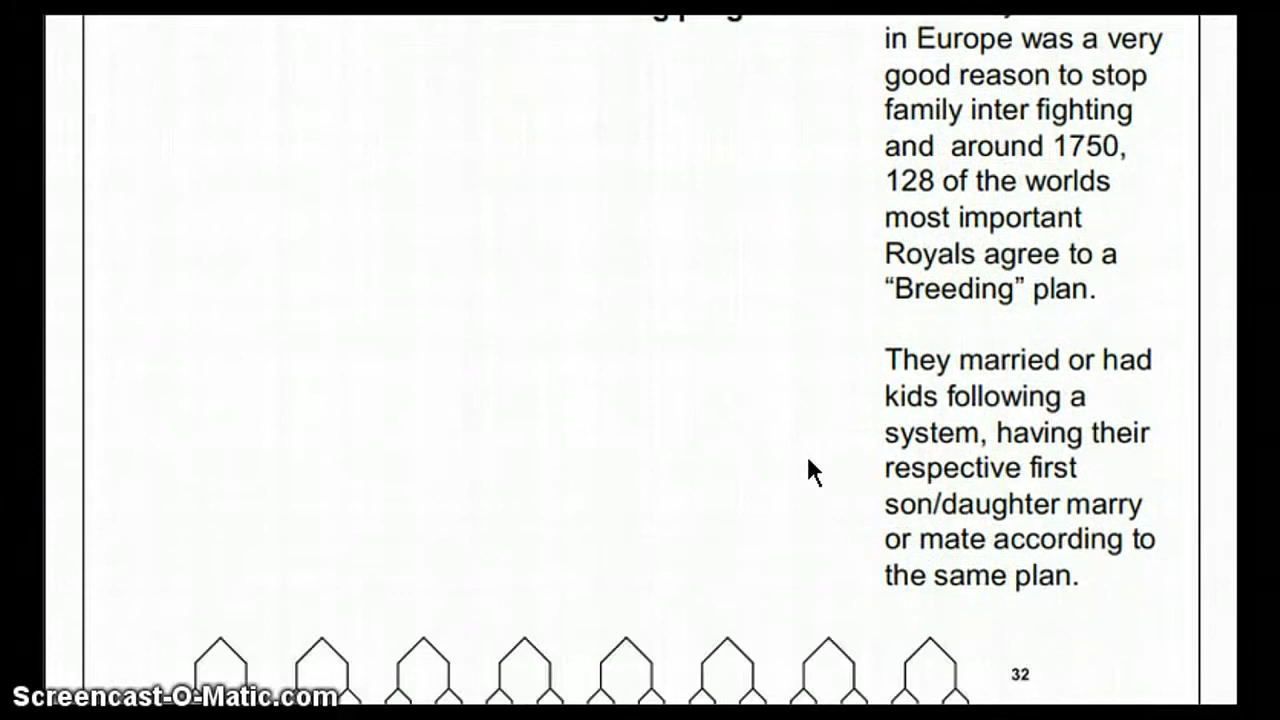 in Europe was a very
good reason to stop
family inter fighting
and  around 1750,
128 of the worlds
most important
Royals agree to a
“Breeding” plan.
They married or had
kids following a
system, having their
respective first
son/daughter marry
or mate according to
the same plan.
32
Screencast-O-Matic.com